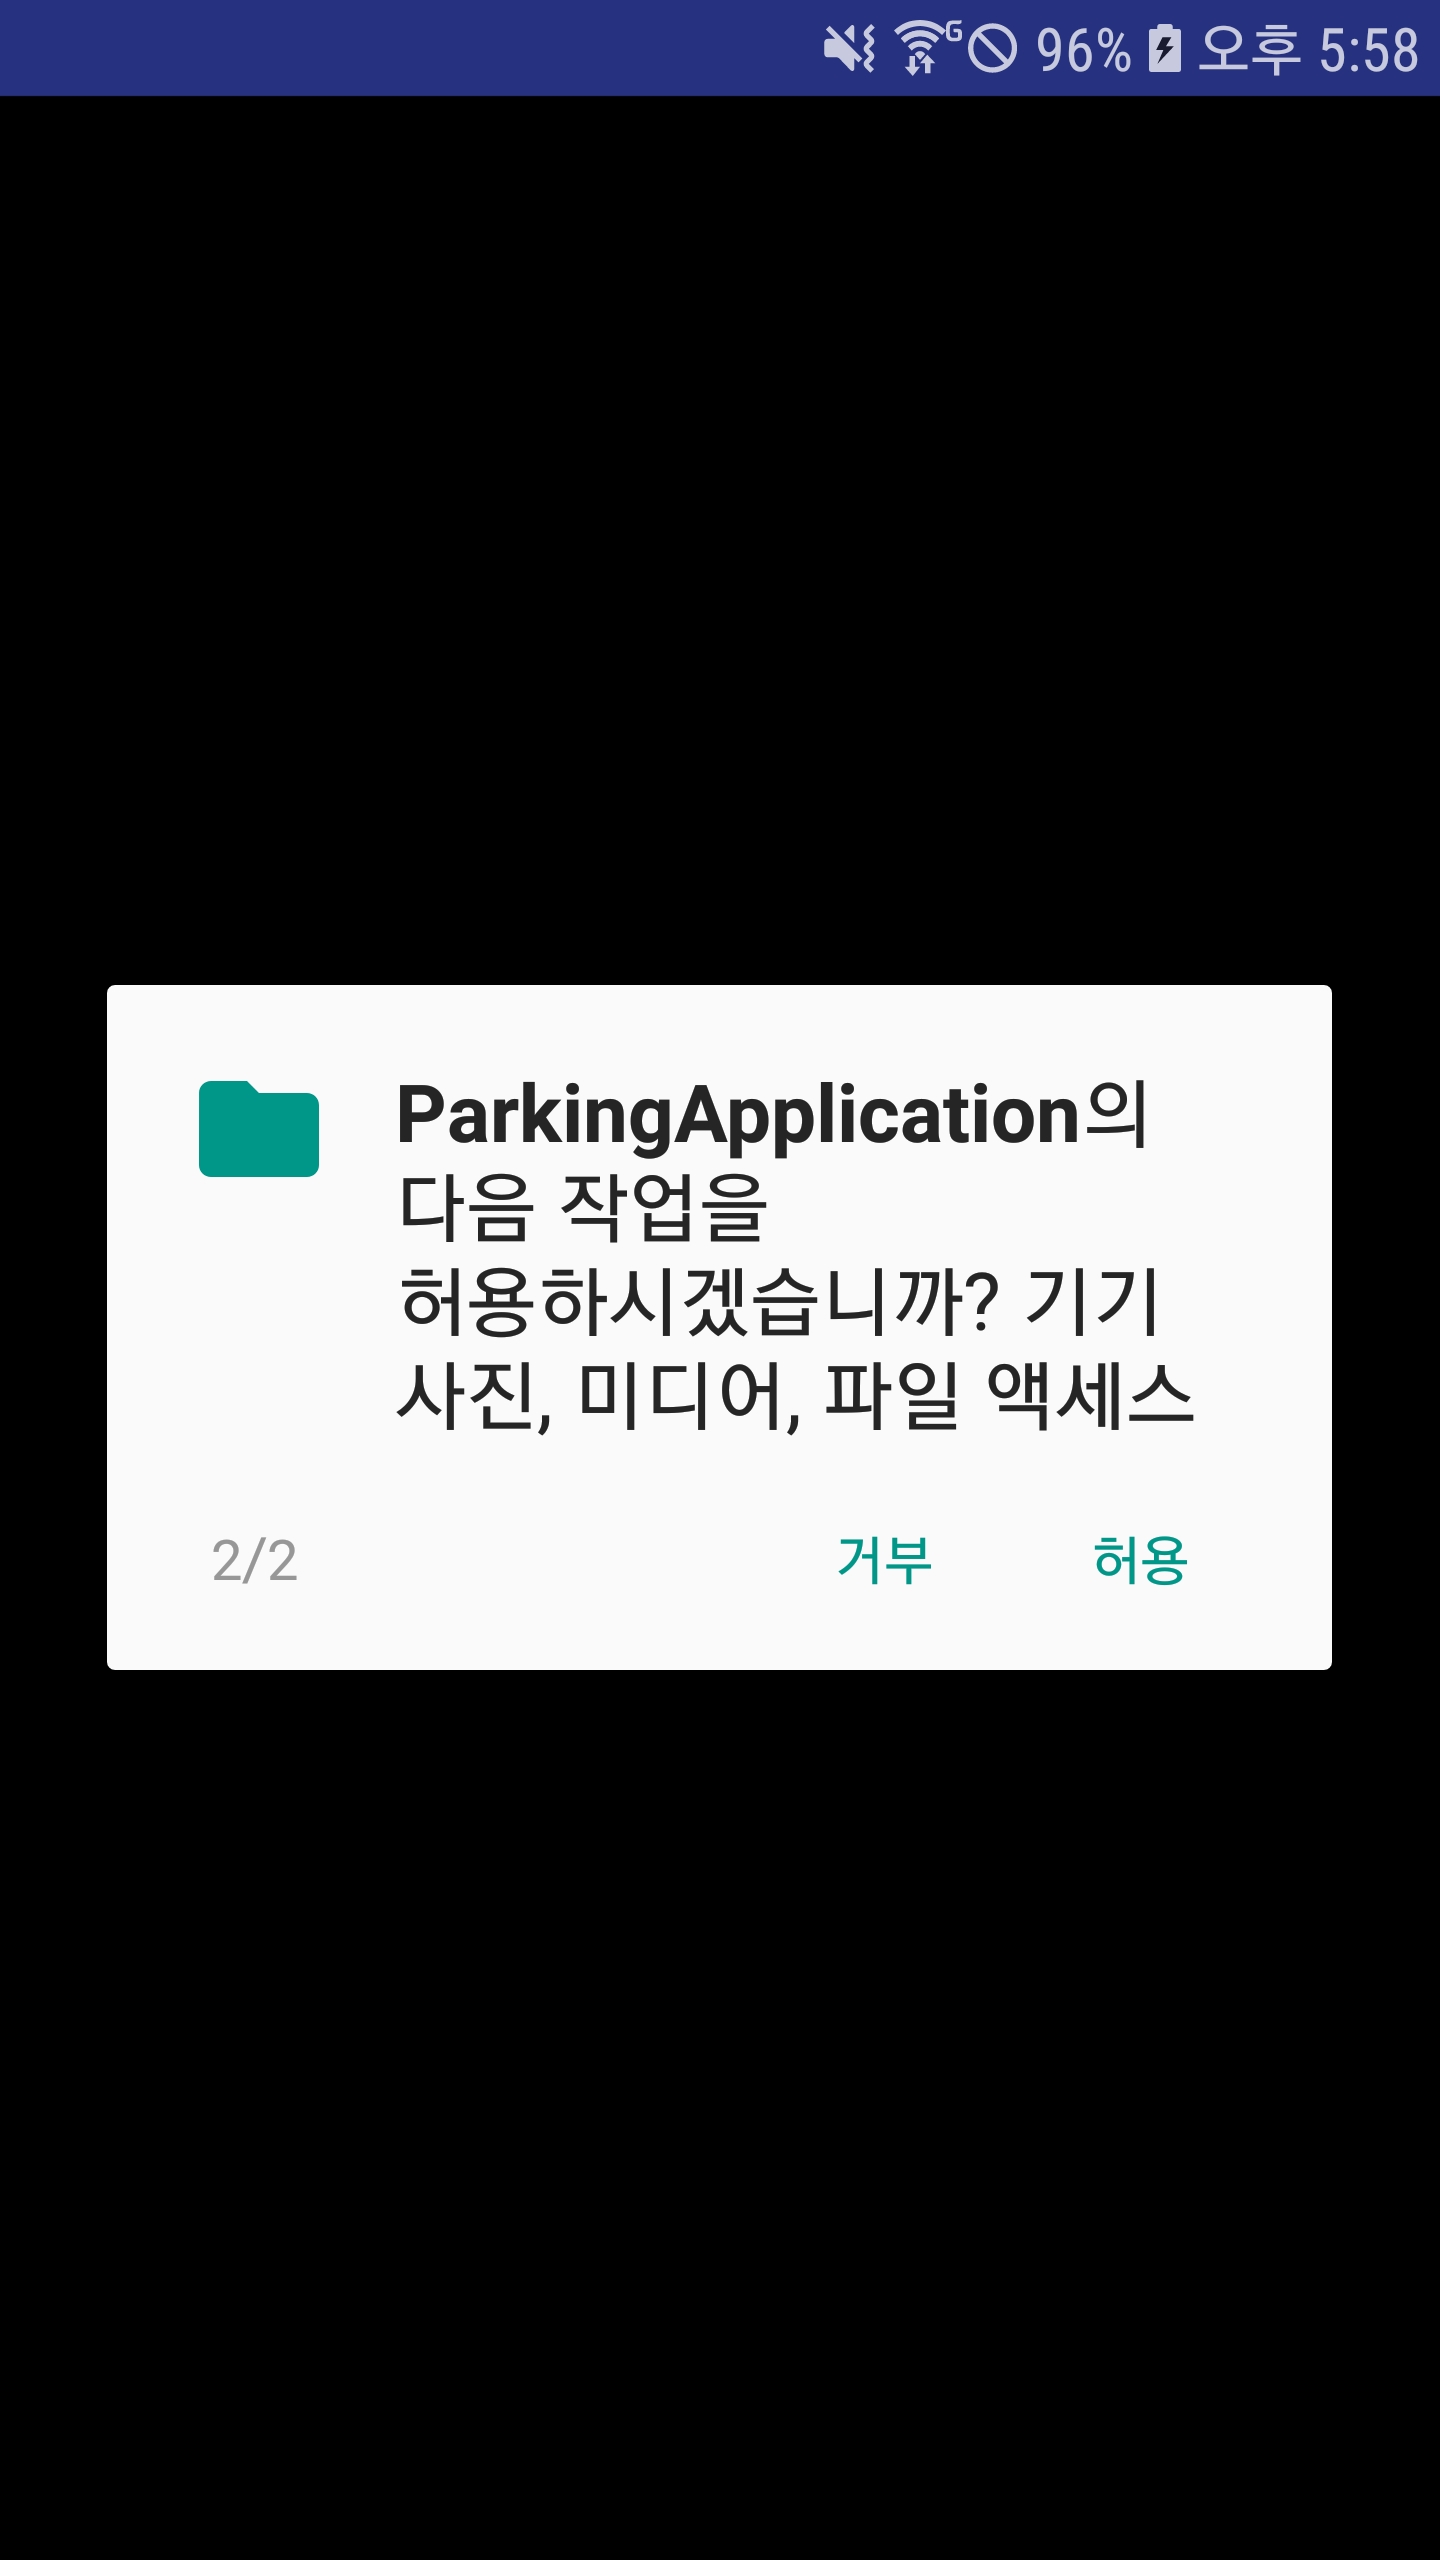 96% 오후 5:58
ParkingApplication의
다음 작업을
허용하시겠습니까? 기기
사진, 미디어, 파일 액세스
2/2 거부 허용